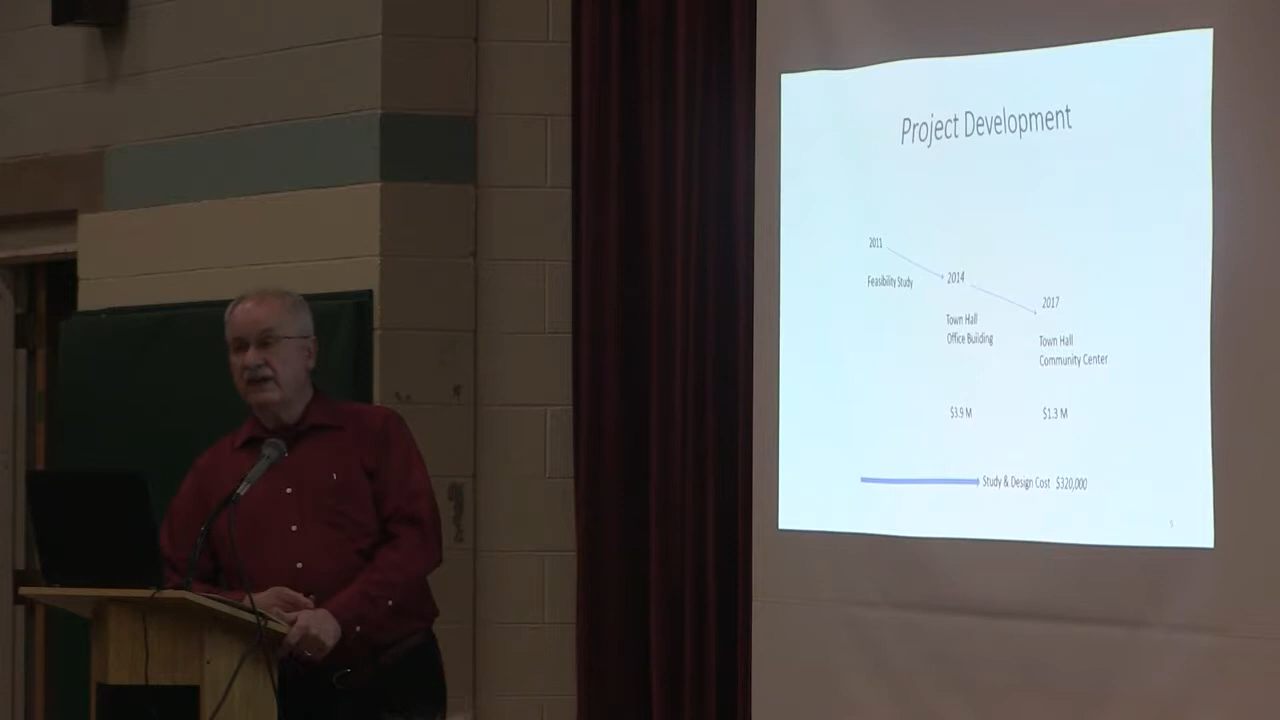 Project Development
2011
Feasibility Study
2014
Town Hall
Office Building
2017
Town Hall
Community Center
$3.9 M
$1.3 M
Study & Design Cost $320,000